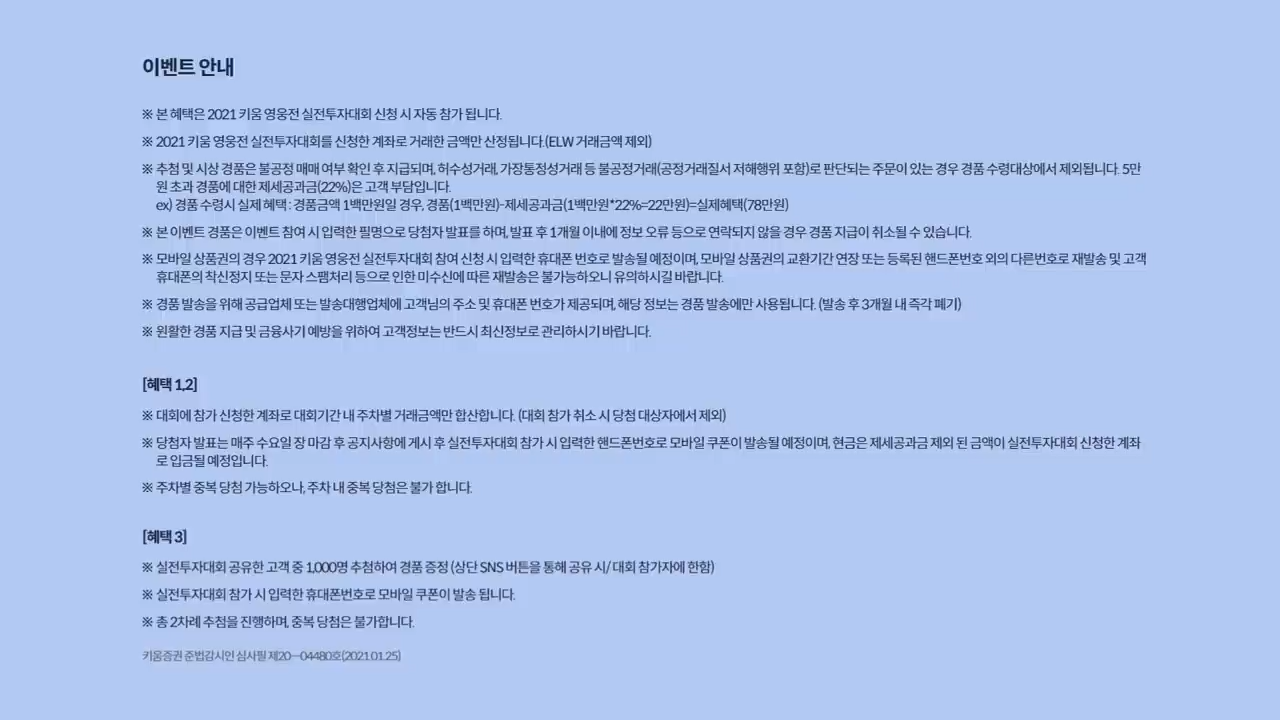 이벤트 안내
※ 본 혜택은 2021 키움 영웅전 실전투자대회 신청 시 자동 참가 됩니다.
※ 2021 키움 영웅전 실전투자대회를 신청한 계좌로 거래한 금액만 산정됩니다.(ELW 거래금액 제외)
※ 추첨 및 시상 경품은 불공정 매매 여부 확인 후 지급되며, 허수성거래, 가장통정성거래 등 불공정거래(공정거래질서 저해행위 포함)로 판단되는 주문이 있는 경우 경품 수령대상에서 제외됩니다. 5만
원 초과 경품에 대한 제세공과금(22%)은 고객 부담입니다.
ex) 경품 수령시 실제 혜택 : 경품금액 1백만원일 경우, 경품(1백만원)-제세공과금(1백만원*22%=22만원)=실제혜택(78만원)
※ 본 이벤트 경품은 이벤트 참여 시 입력한 필명으로 당첨자 발표를 하며, 발표 후 1개월 이내에 정보 오류 등으로 연락되지 않을 경우 경품 지급이 취소될 수 있습니다.
※ 모바일 상품권의 경우 2021 키움 영웅전 실전투자대회 참여 신청 시 입력한 휴대폰 번호로 발송될 예정이며, 모바일 상품권의 교환기간 연장 또는 등록된 핸드폰번호 외의 다른번호로 재발송 및 고객
휴대폰의 착신정지 또는 문자 스팸처리 등으로 인한 미수신에 따른 재발송은 불가능하오니 유의하시길 바랍니다.
※ 경품 발송을 위해 공급업체 또는 발송대행업체에 고객님의 주소 및 휴대폰 번호가 제공되며, 해당 정보는 경품 발송에만 사용됩니다. (발송 후 3개월 내 즉각 폐기)
※ 원활한 경품 지급 및 금융사기 예방을 위하여 고객정보는 반드시 최신정보로 관리하시기 바랍니다.
[혜택 1,2]
※ 대회에 참가 신청한 계좌로 대회기간 내 주차별 거래금액만 합산합니다. (대회 참가 취소 시 당첨 대상자에서 제외)
※ 당첨자 발표는 매주 수요일 장 마감 후 공지사항에 게시 후 실전투자대회 참가 시 입력한 핸드폰번호로 모바일 쿠폰이 발송될 예정이며, 현금은 제세공과금 제외 된 금액이 실전투자대회 신청한 계좌
로 입금될 예정입니다.
※ 주차별 중복 당첨 가능하오나, 주차 내 중복 당첨은 불가 합니다.
[혜택 3]
※ 실전투자대회 공유한 고객 중 1,000명 추첨하여 경품 증정 (상단 SNS 버튼을 통해 공유 시/ 대회 참가자에 한함)
※ 실전투자대회 참가 시 입력한 휴대폰번호로 모바일 쿠폰이 발송 됩니다.
※ 총 2차례 추첨을 진행하며, 중복 당첨은 불가합니다.
키움증권 준법감시인 심사필 제20—04480호(2021.01.25)